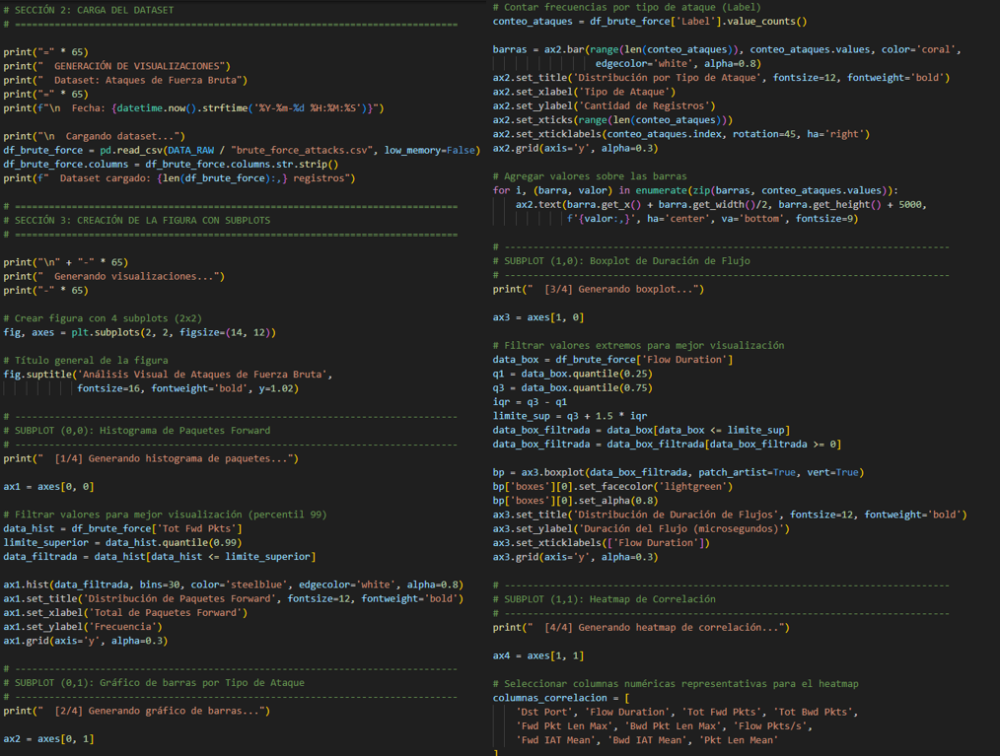 # SECCIÓN 2: CARGA DEL DATASET
# ===============================================================================
print("=" * 65)
print("  GENERACIÓN DE VISUALIZACIONES")
print("  Dataset: Ataques de Fuerza Bruta")
print("=" * 65)
print(f"\n  Fecha: {datetime.now().strftime('%Y-%m-%d %H:%M:%S')}")
print("\n  Cargando dataset...")
df_brute_force = pd.read_csv(DATA_RAW / "brute_force_attacks.csv", low_memory=False)
df_brute_force.columns = df_brute_force.columns.str.strip()
print(f"  Dataset cargado: {len(df_brute_force):,} registros")
# ===============================================================================
# SECCIÓN 3: CREACIÓN DE LA FIGURA CON SUBPLOTS
# ===============================================================================
print("\n" + "-" * 65)
print("  Generando visualizaciones...")
print("-" * 65)
# Crear figura con 4 subplots (2x2)
fig, axes = plt.subplots(2, 2, figsize=(14, 12))
# Título general de la figura
fig.suptitle('Análisis Visual de Ataques de Fuerza Bruta',
             fontsize=16, fontweight='bold', y=1.02)
# -------------------------------------------------------------------------------
# SUBPLOT (0,0): Histograma de Paquetes Forward
# -------------------------------------------------------------------------------
print("  [1/4] Generando histograma de paquetes...")
ax1 = axes[0, 0]
# Filtrar valores para mejor visualización (percentil 99)
data_hist = df_brute_force['Tot Fwd Pkts']
limite_superior = data_hist.quantile(0.99)
data_filtrada = data_hist[data_hist <= limite_superior]
ax1.hist(data_filtrada, bins=30, color='steelblue', edgecolor='white', alpha=0.8)
ax1.set_title('Distribución de Paquetes Forward', fontsize=12, fontweight='bold')
ax1.set_xlabel('Total de Paquetes Forward')
ax1.set_ylabel('Frecuencia')
ax1.grid(axis='y', alpha=0.3)
# -------------------------------------------------------------------------------
# SUBPLOT (0,1): Gráfico de barras por Tipo de Ataque
# -------------------------------------------------------------------------------
print("  [2/4] Generando gráfico de barras...")
ax2 = axes[0, 1]
# Contar frecuencias por tipo de ataque (Label)
conteo_ataques = df_brute_force['Label'].value_counts()
barras = ax2.bar(range(len(conteo_ataques)), conteo_ataques.values, color='coral',
                 edgecolor='white', alpha=0.8)
ax2.set_title('Distribución por Tipo de Ataque', fontsize=12, fontweight='bold')
ax2.set_xlabel('Tipo de Ataque')
ax2.set_ylabel('Cantidad de Registros')
ax2.set_xticks(range(len(conteo_ataques)))
ax2.set_xticklabels(conteo_ataques.index, rotation=45, ha='right')
ax2.grid(axis='y', alpha=0.3)
# Agregar valores sobre las barras
for i, (barra, valor) in enumerate(zip(barras, conteo_ataques.values)):
    ax2.text(barra.get_x() + barra.get_width()/2, barra.get_height() + 5000,
             f'{valor:,}', ha='center', va='bottom', fontsize=9)
# -------------------------------------------------------------------------------
# SUBPLOT (1,0): Boxplot de Duración de Flujo
# -------------------------------------------------------------------------------
print("  [3/4] Generando boxplot...")
ax3 = axes[1, 0]
# Filtrar valores extremos para mejor visualización
data_box = df_brute_force['Flow Duration']
q1 = data_box.quantile(0.25)
q3 = data_box.quantile(0.75)
iqr = q3 - q1
limite_sup = q3 + 1.5 * iqr
data_box_filtrada = data_box[data_box <= limite_sup]
data_box_filtrada = data_box_filtrada[data_box_filtrada >= 0]
bp = ax3.boxplot(data_box_filtrada, patch_artist=True, vert=True)
bp['boxes'][0].set_facecolor('lightgreen')
bp['boxes'][0].set_alpha(0.8)
ax3.set_title('Distribución de Duración de Flujos', fontsize=12, fontweight='bold')
ax3.set_ylabel('Duración del Flujo (microsegundos)')
ax3.set_xticklabels(['Flow Duration'])
ax3.grid(axis='y', alpha=0.3)
# -------------------------------------------------------------------------------
# SUBPLOT (1,1): Heatmap de Correlación
# -------------------------------------------------------------------------------
print("  [4/4] Generando heatmap de correlación...")
ax4 = axes[1, 1]
# Seleccionar columnas numéricas representativas para el heatmap
columnas_correlacion = [
    'Dst Port', 'Flow Duration', 'Tot Fwd Pkts', 'Tot Bwd Pkts',
    'Fwd Pkt Len Max', 'Bwd Pkt Len Max', 'Flow Pkts/s',
    'Fwd IAT Mean', 'Bwd IAT Mean', 'Pkt Len Mean'
]